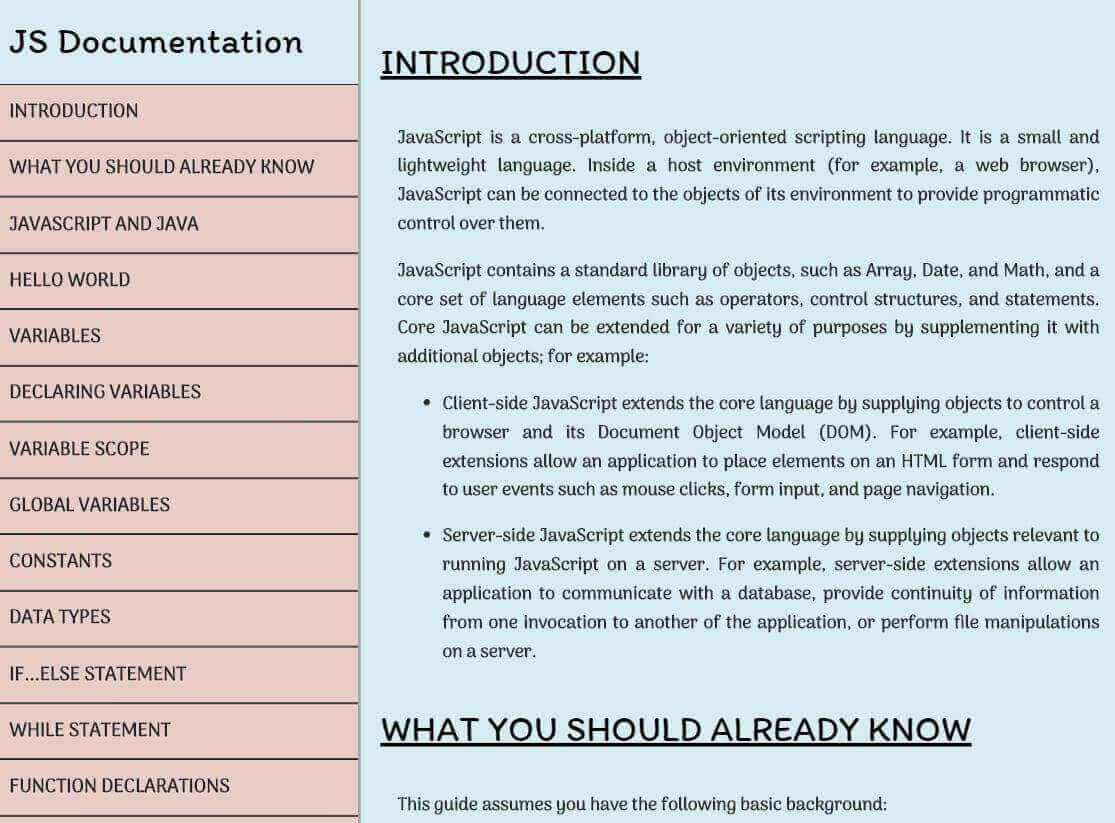 JS Documentation
INTRODUCTION
WHAT YOU SHOULD ALREADY KNOW
JAVASCRIPT AND JAVA
HELLO WORLD
VARIABLES
DECLARING VARIABLES
VARIABLE SCOPE
GLOBAL VARIABLES
CONSTANTS
DATA TYPES
IF...ELSE STATEMENT
WHILE STATEMENT
FUNCTION DECLARATIONS
INTRODUCTION
JavaScript is a cross-platform, object-oriented scripting language. It is a small and
lightweight language. Inside a host environment (for example, a web browser),
JavaScript can be connected to the objects of its environment to provide programmatic
control over them.
JavaScript contains a standard library of objects, such as Array, Date, and Math, and a
core set of language elements such as operators, control structures, and statements.
Core JavaScript can be extended for a variety of purposes by supplementing it with
additional objects; for example:
• Client-side JavaScript extends the core language by supplying objects to control a
browser and its Document Object Model (DOM). For example, client-side
extensions allow an application to place elements on an HTML form and respond
to user events such as mouse clicks, form input, and page navigation.
• Server-side JavaScript extends the core language by supplying objects relevant to
running JavaScript on a server. For example, server-side extensions allow an
application to communicate with a database, provide continuity of information
from one invocation to another of the application, or perform file manipulations
on a server.
WHAT YOU SHOULD ALREADY KNOW
This guide assumes you have the following basic background: